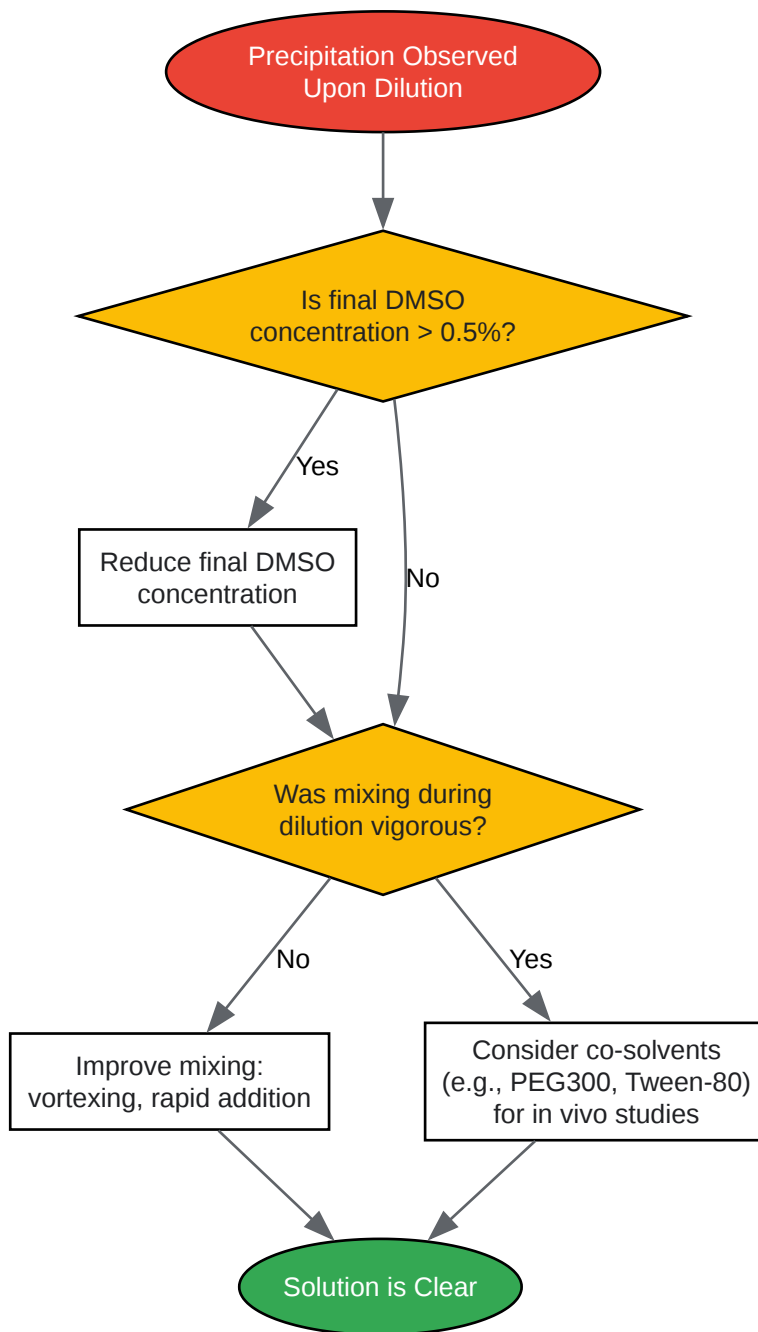 Precipitation Observed
Upon Dilution
Is final DMSO
concentration > 0.5%?
Yes
Reduce final DMSO
concentration
No
Was mixing during
dilution vigorous?
No
Yes
Improve mixing:
vortexing, rapid addition
Consider co-solvents
(e.g., PEG300, Tween-80)
for in vivo studies
Solution is Clear